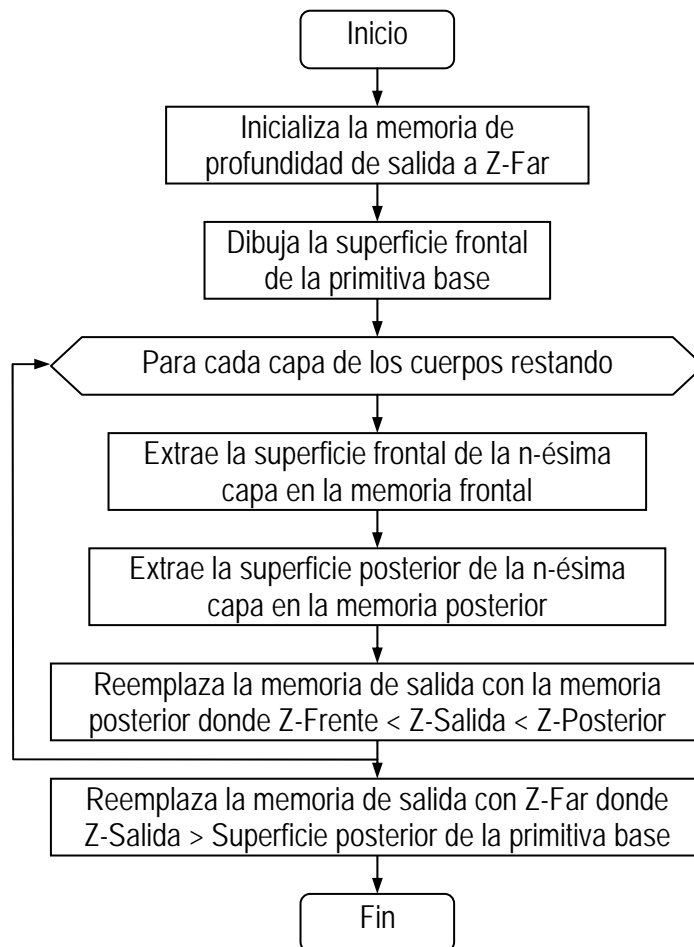 Inicio
Inicializa la memoria de
profundidad de salida a Z-Far
Dibuja la superficie frontal
de la primitiva base
Para cada capa de los cuerpos restando
Extrae la superficie frontal de la n-ésima
capa en la memoria frontal
Extrae la superficie posterior de la n-ésima
capa en la memoria posterior
Reemplaza la memoria de salida con la memoria
posterior donde Z-Frente < Z-Salida < Z-Posterior
Reemplaza la memoria de salida con Z-Far donde
Z-Salida > Superficie posterior de la primitiva base
Fin